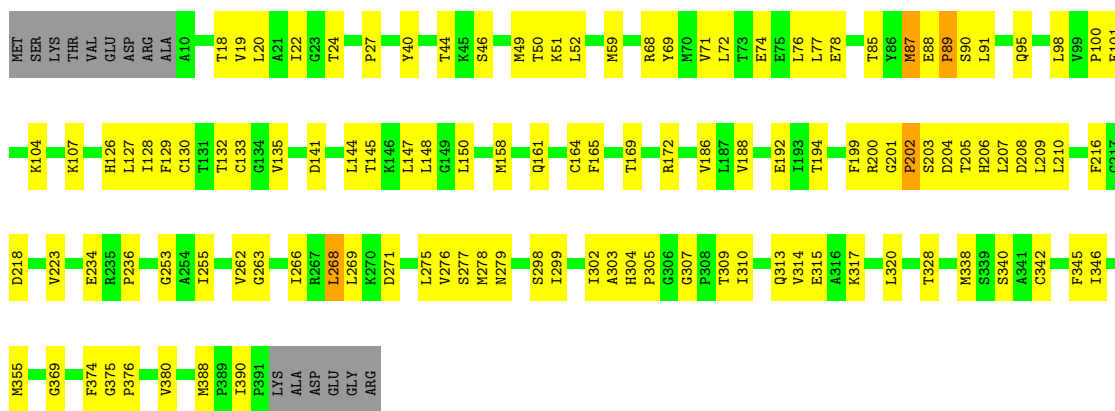 MET SER LYS THR VAL GLU ASP ARG ALA A10 T18 V19 L20 A21 I22 G23 T24 P27 Y40 T44 K45 S46 M49 T50 K51 L52 M59 R68 Y69 M70 V71 L72 T73 E74 E75 L76 L77 E78 T85 Y86 M87 E88 P89 S90 L91 Q95 L98 V99 P100 E101
K104 K107 H126 L127 I128 F129 C130 T131 T132 C133 G134 V135 D141 L144 T145 K146 L147 L148 G149 L150 M158 Q161 C164 F165 T169 R172 V186 L187 V188 E192 I193 T194 F199 R200 G201 P202 S203 D204 T205 H206 L207 D208 L209 L210 F216 G217
D218 V223 E234 R235 P236 G253 A254 I255 V262 G263 I266 R267 L268 L269 K270 D271 L275 V276 S277 M278 N279 S298 I299 I302 A303 H304 P305 G306 G307 P308 T309 I310 Q313 V314 E315 A316 K317 L320 T328 M338 S339 S340 A341 C342 F345 I346
M355 G369 F374 G375 P376 V380 M388 P389 I390 P391 LYS ALA ASP GLU GLY ARG